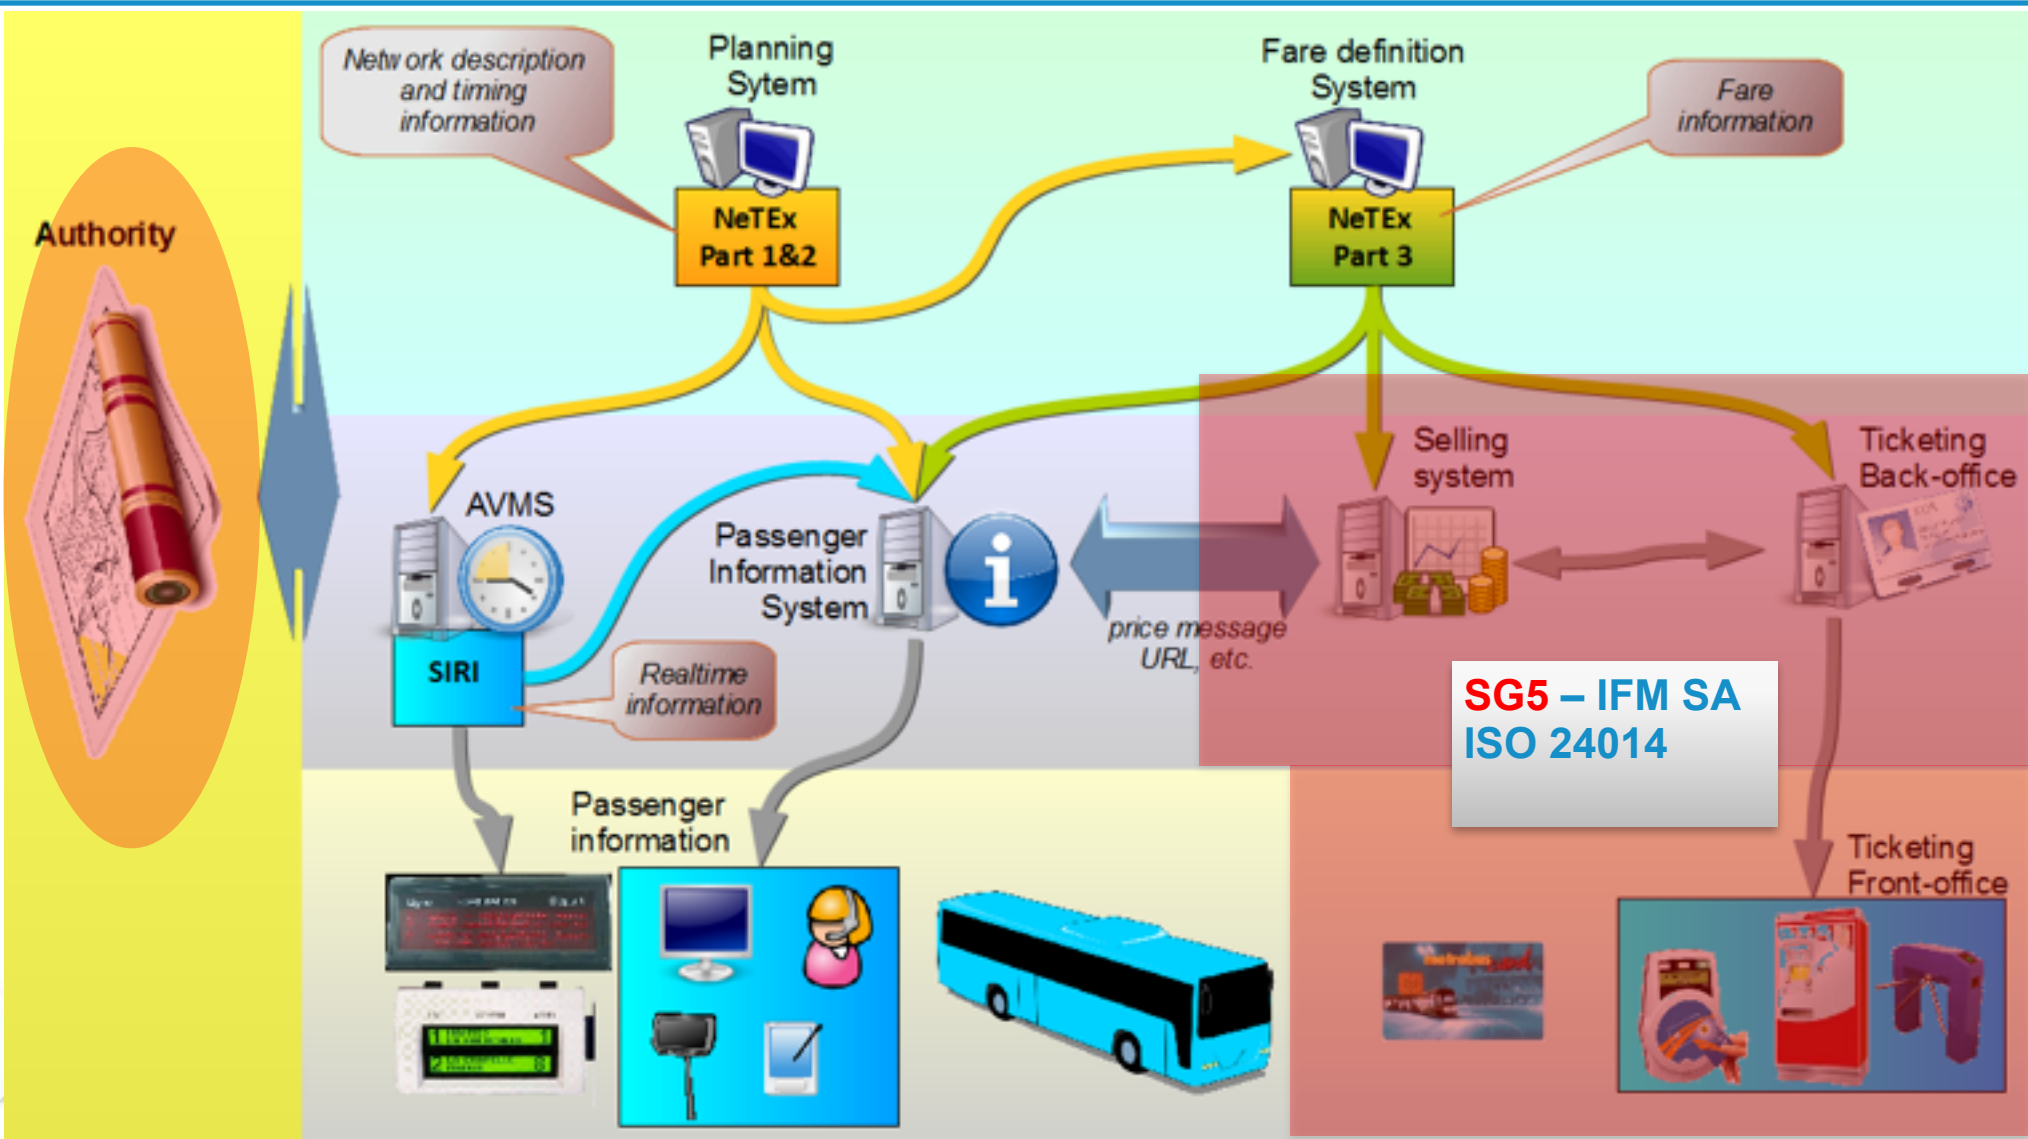 Network description
and timing
information
Planning
Sytem
Fare definition
System
Fare
information
NeTEx
Part 1&2
NeTEx
Part 3
Authority
Selling
system
Ticketing
Back-office
AVMS
Passenger
Information
System
price message
URL, etc.
SIRI
Realtime
information
SG5 – IFM SA
ISO 24014
Passenger
information
Ticketing
Front-office
metrobus